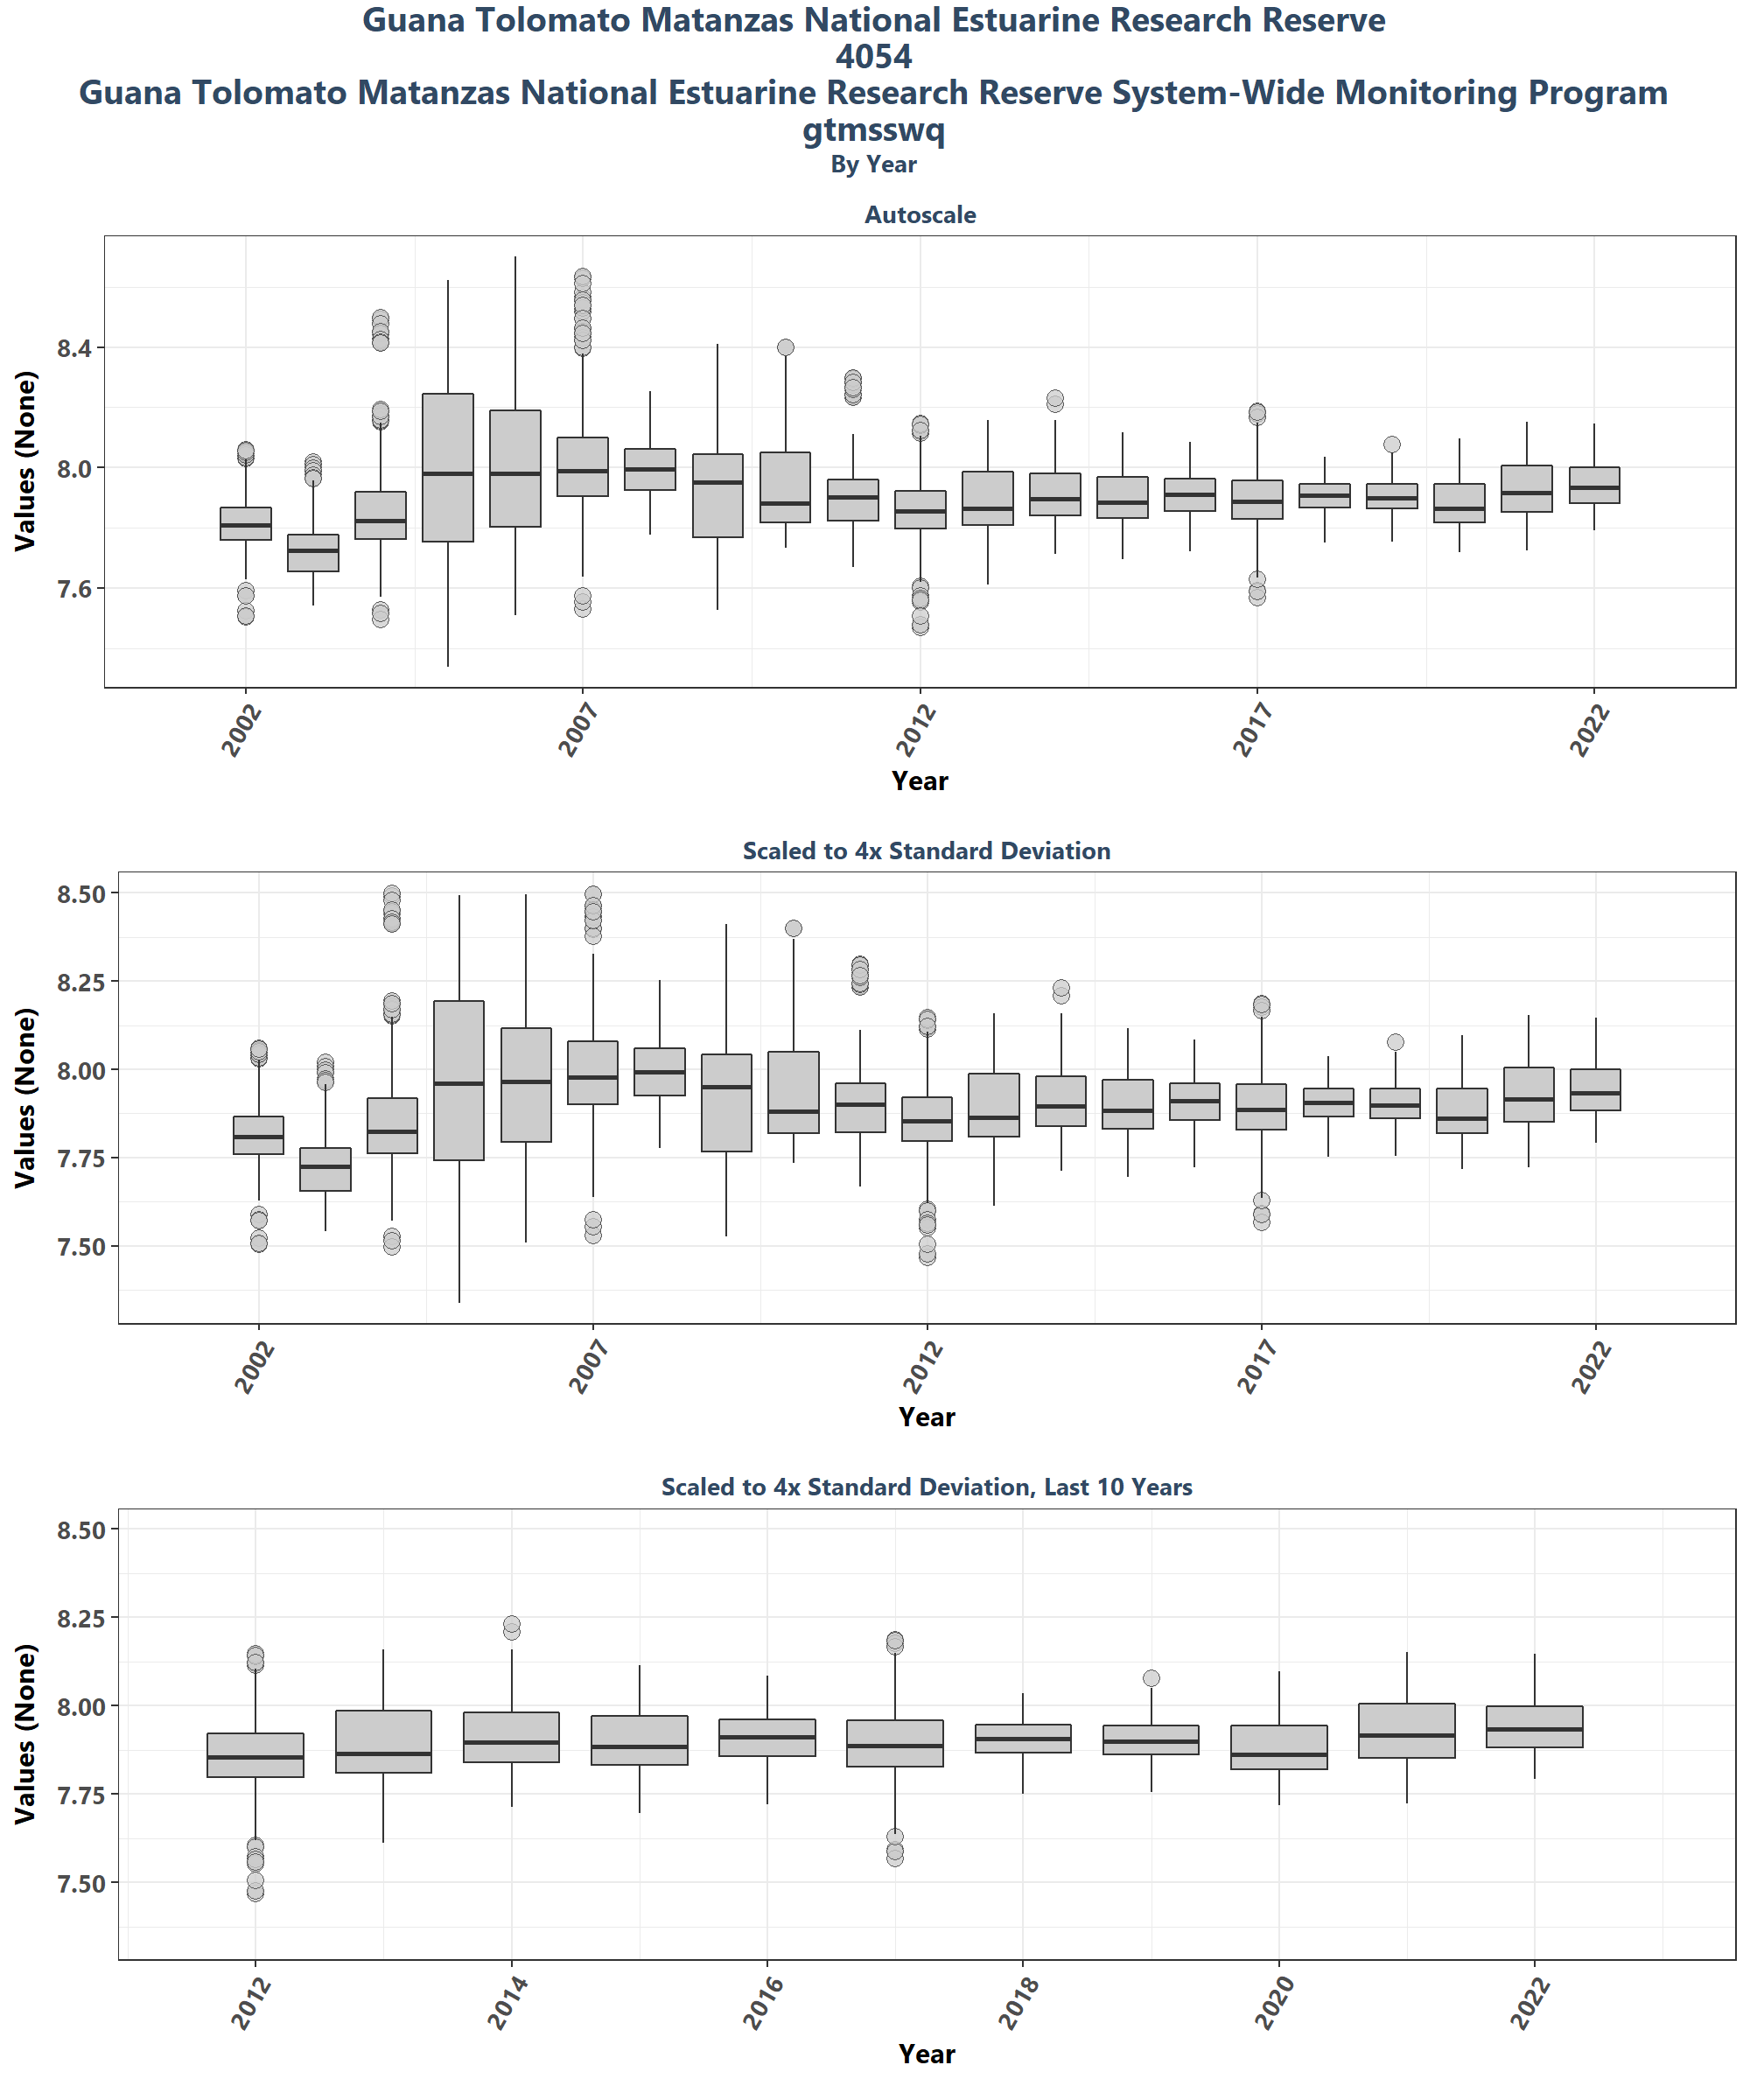 Guana Tolomato Matanzas National Estuarine Research Reserve
4054
Guana Tolomato Matanzas National Estuarine Research Reserve System-Wide Monitoring Program
gtmsswq
By Year
Autoscale
Values (None)
8.4
8.0
7.6
2002
2007
2012
2017
2022
Year
Scaled to 4x Standard Deviation
Values (None)
8.50
8.25
8.00
7.75
7.50
2002
2007
2012
2017
2022
Year
Scaled to 4x Standard Deviation, Last 10 Years
Values (None)
8.50
8.25
8.00
7.75
7.50
2012
2014
2016
2018
2020
2022
Year